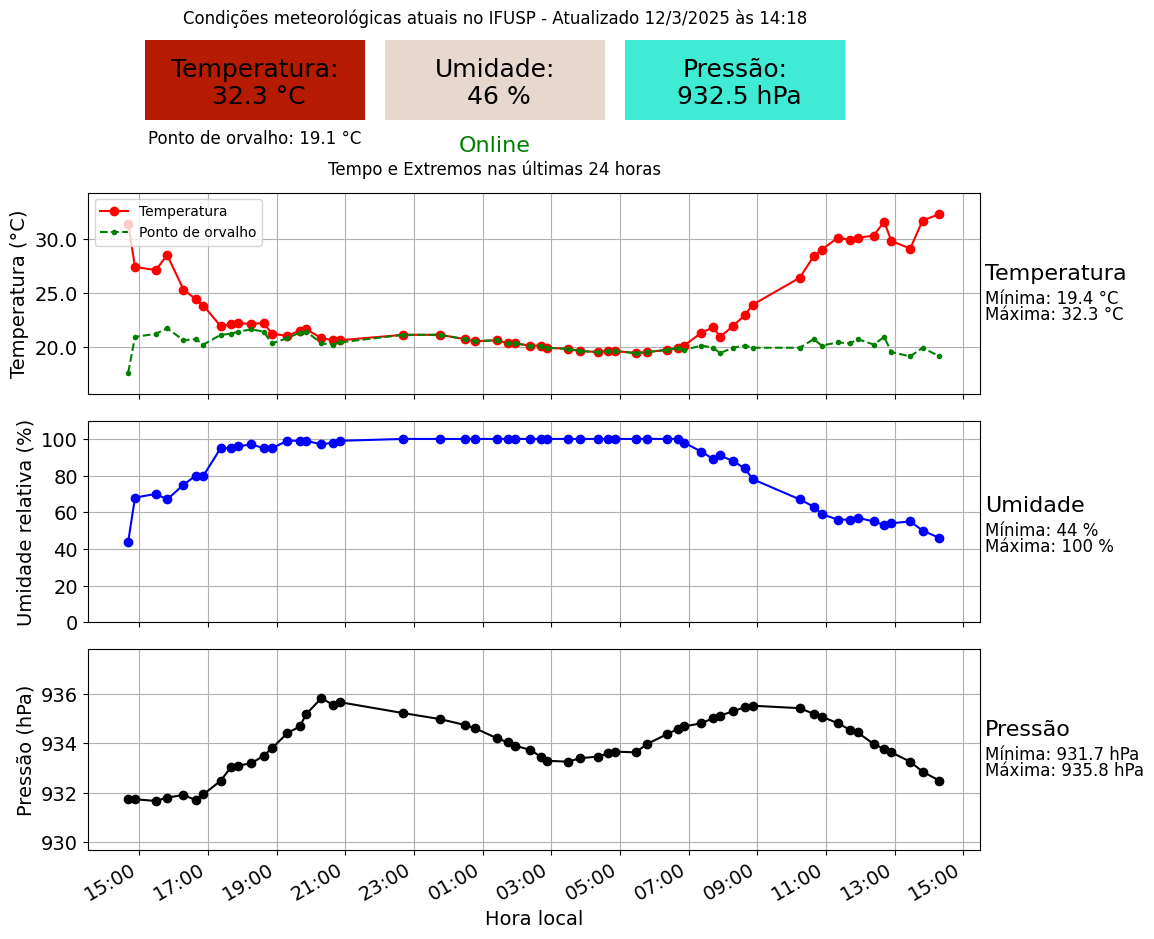 Condições meteorológicas atuais no IFUSP - Atualizado 12/3/2025 às 14:18
Temperatura:
32.3 °C
Umidade:
46 %
Pressão:
932.5 hPa
Ponto de orvalho: 19.1 °C
Online
Tempo e Extremos nas últimas 24 horas
Temperatura (°C)
30.0
25.0
20.0
Temperatura
Ponto de orvalho
Temperatura
Mínima: 19.4 °C
Máxima: 32.3 °C
Umidade relativa (%)
100
80
60
40
20
0
Umidade
Mínima: 44 %
Máxima: 100 %
Pressão (hPa)
936
934
932
930
Pressão
Mínima: 931.7 hPa
Máxima: 935.8 hPa
15:00
17:00
19:00
21:00
23:00
01:00
03:00
05:00
07:00
09:00
11:00
13:00
15:00
Hora local